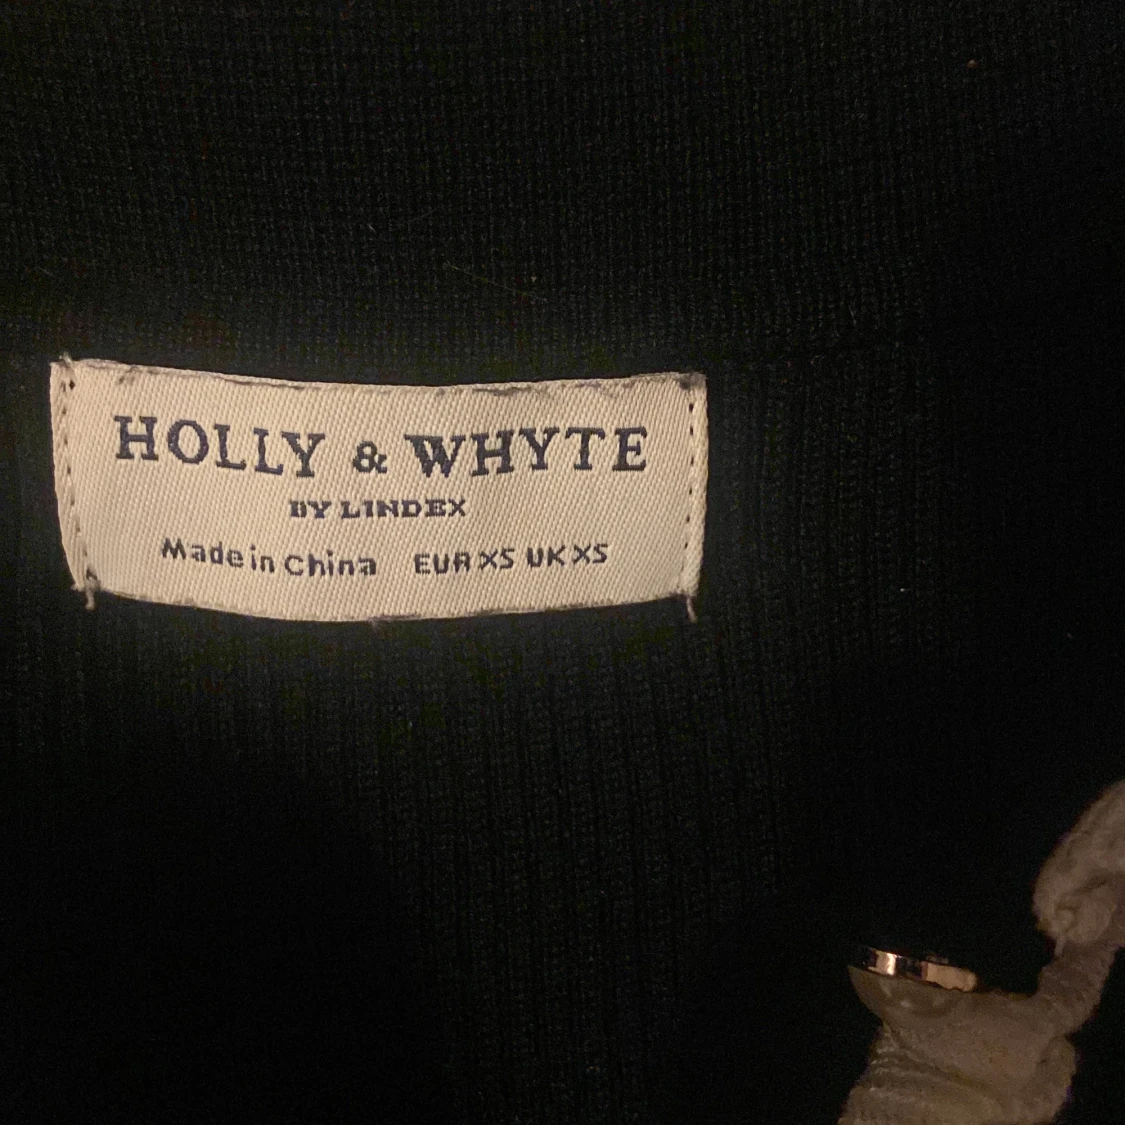 HOLLY & WHYTE
BY LINDEX
Made in China EUR XS UK XS